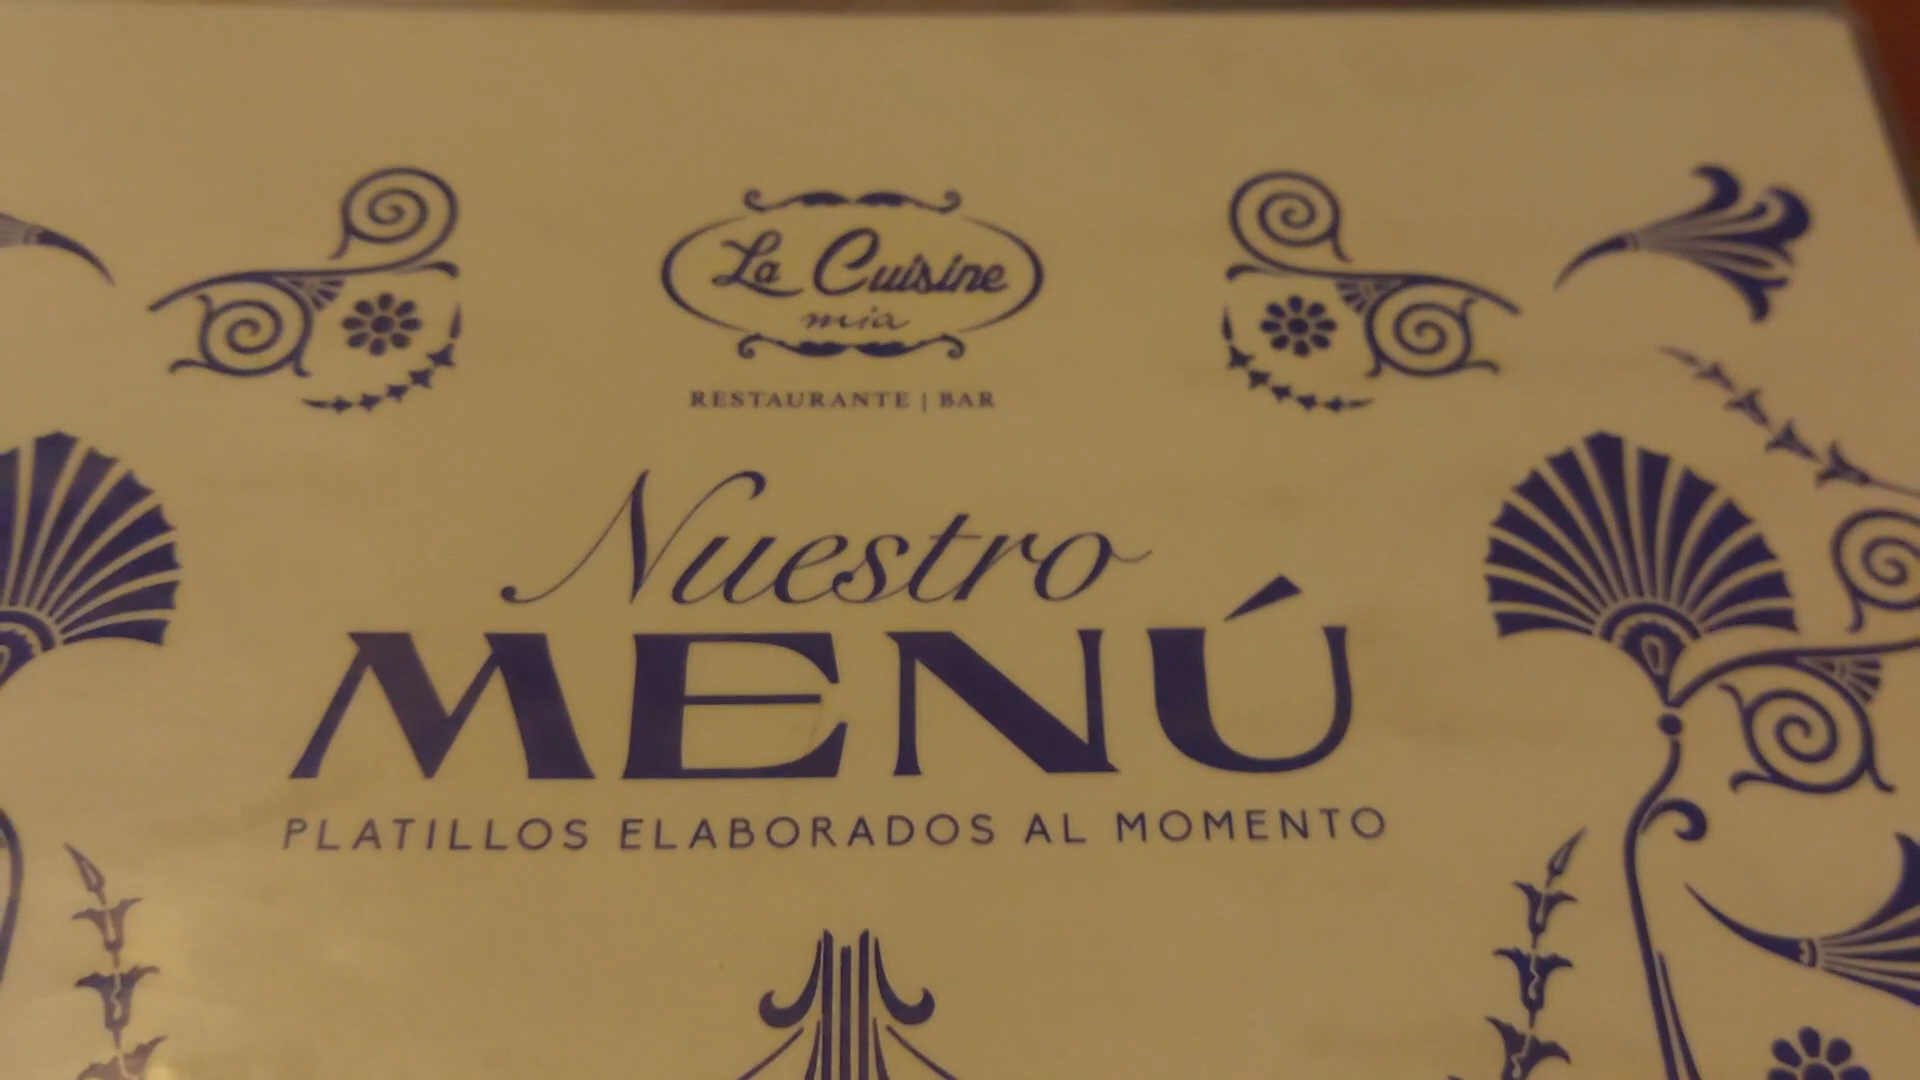 La Cuisine
mia
RESTAURANTE | BAR
Nuestro
MENÚ
PLATILLOS ELABORADOS AL MOMENTO